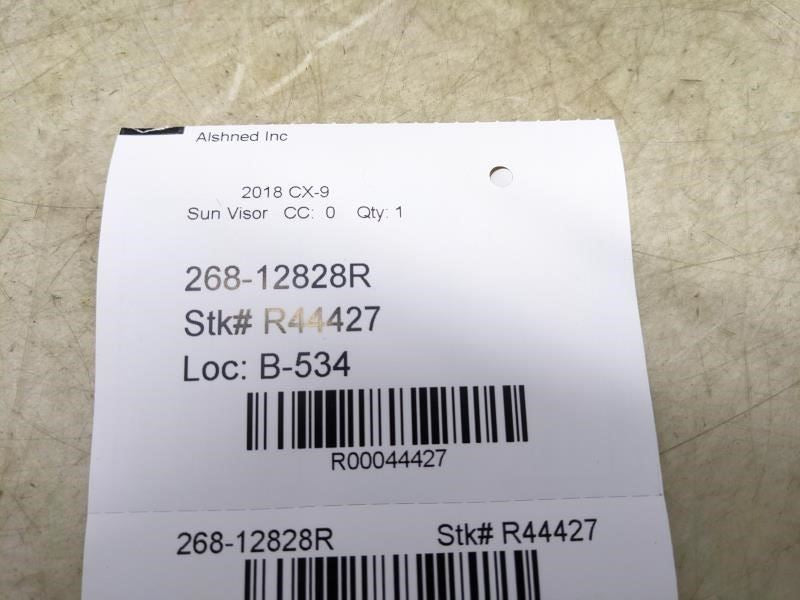 Alshned Inc
2018 CX-9
Sun Visor CC: 0 Qty: 1
268-12828R
Stk# R44427
Loc: B-534
R00044427
268-12828R Stk# R44427